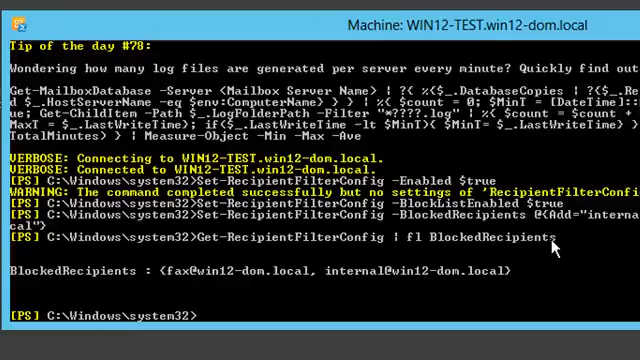 Machine: WIN12-TEST.win12-dom.local
Tip of the day #78:
Wondering how many log files are generated per server every minute? Quickly find out
Get-MailboxDatabase -Server <Mailbox Server Name> | ?{ %{$_.DatabaseCopies | ?{$_.Re
d $_.HostServerName -eq $env:ComputerName} } } | %{ $count = 0; $MinT = [DateTime]::
ue; Get-ChildItem -Path $_.LogFolderPath -Filter "*????.log" | %{ $count = $count +
MaxT = $_.LastWriteTime; if($_.LastWriteTime -lt $MinT){ $MinT = $_.LastWriteTime} }
TotalMinutes) } | Measure-Object -Min -Max -Ave
VERBOSE: Connecting to WIN12-TEST.win12-dom.local.
VERBOSE: Connected to WIN12-TEST.win12-dom.local.
[PS] C:\Windows\system32>Set-RecipientFilterConfig -Enabled $true
WARNING: The command completed successfully but no settings of 'RecipientFilterConfig
[PS] C:\Windows\system32>Set-RecipientFilterConfig -BlockListEnabled $true
[PS] C:\Windows\system32>Set-RecipientFilterConfig -BlockedRecipients @{Add="interna
cal"}
[PS] C:\Windows\system32>Get-RecipientFilterConfig | fl BlockedRecipients
BlockedRecipients : {fax@win12-dom.local, internal@win12-dom.local}
[PS] C:\Windows\system32>